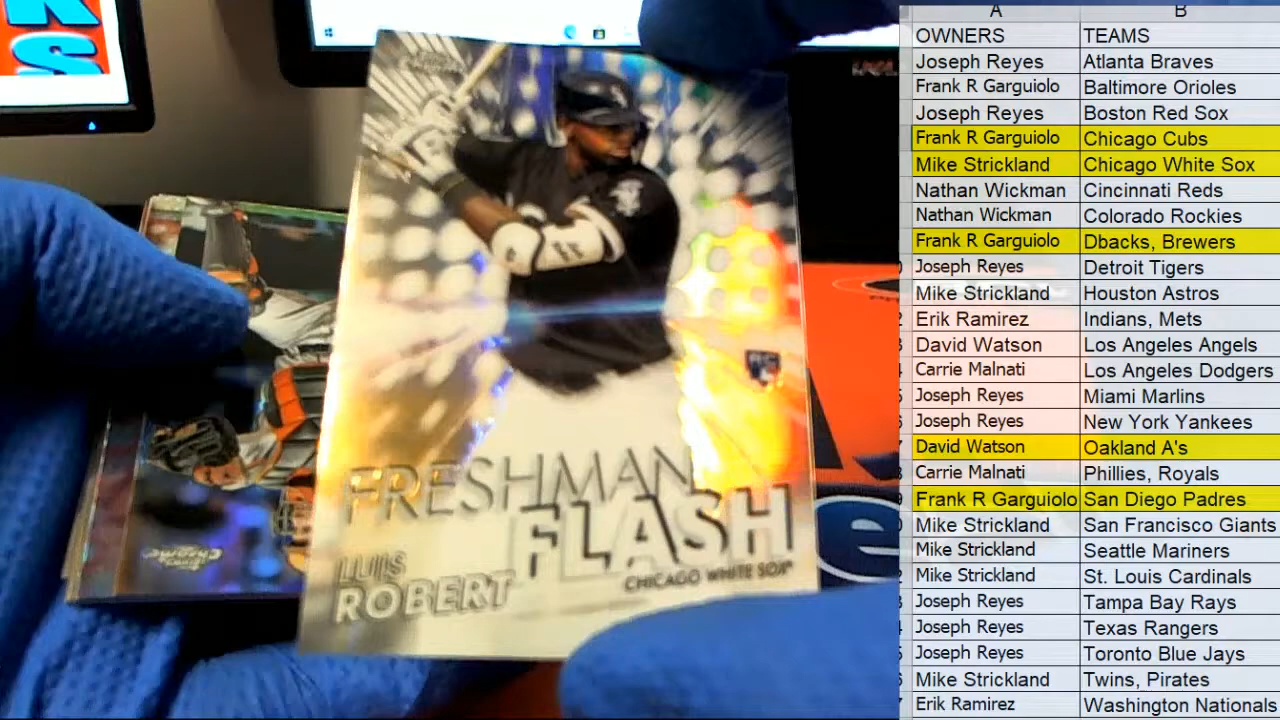 KS
FRESHMAN
FLASH
LUIS
ROBERT
CHICAGO WHITE SOX
RC
Chrome
e
A B
OWNERS TEAMS
Joseph Reyes Atlanta Braves
Frank R Garguiolo Baltimore Orioles
Joseph Reyes Boston Red Sox
Frank R Garguiolo Chicago Cubs
Mike Strickland Chicago White Sox
Nathan Wickman Cincinnati Reds
Nathan Wickman Colorado Rockies
Frank R Garguiolo Dbacks, Brewers
Joseph Reyes Detroit Tigers
Mike Strickland Houston Astros
Erik Ramirez Indians, Mets
David Watson Los Angeles Angels
Carrie Malnati Los Angeles Dodgers
Joseph Reyes Miami Marlins
Joseph Reyes New York Yankees
David Watson Oakland A's
Carrie Malnati Phillies, Royals
Frank R Garguiolo San Diego Padres
Mike Strickland San Francisco Giants
Mike Strickland Seattle Mariners
Mike Strickland St. Louis Cardinals
Joseph Reyes Tampa Bay Rays
Joseph Reyes Texas Rangers
Joseph Reyes Toronto Blue Jays
Mike Strickland Twins, Pirates
Erik Ramirez Washington Nationals